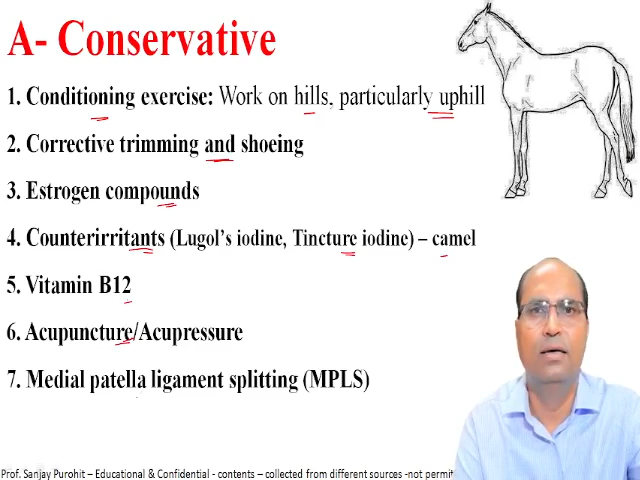 A- Conservative
1. Conditioning exercise: Work on hills, particularly uphill
2. Corrective trimming and shoeing
3. Estrogen compounds
4. Counterirritants (Lugol's iodine, Tincture iodine) – camel
5. Vitamin B12
6. Acupuncture/Acupressure
7. Medial patella ligament splitting (MPLS)
Prof. Sanjay Purohit – Educational & Confidential - contents – collected from different sources -not permit